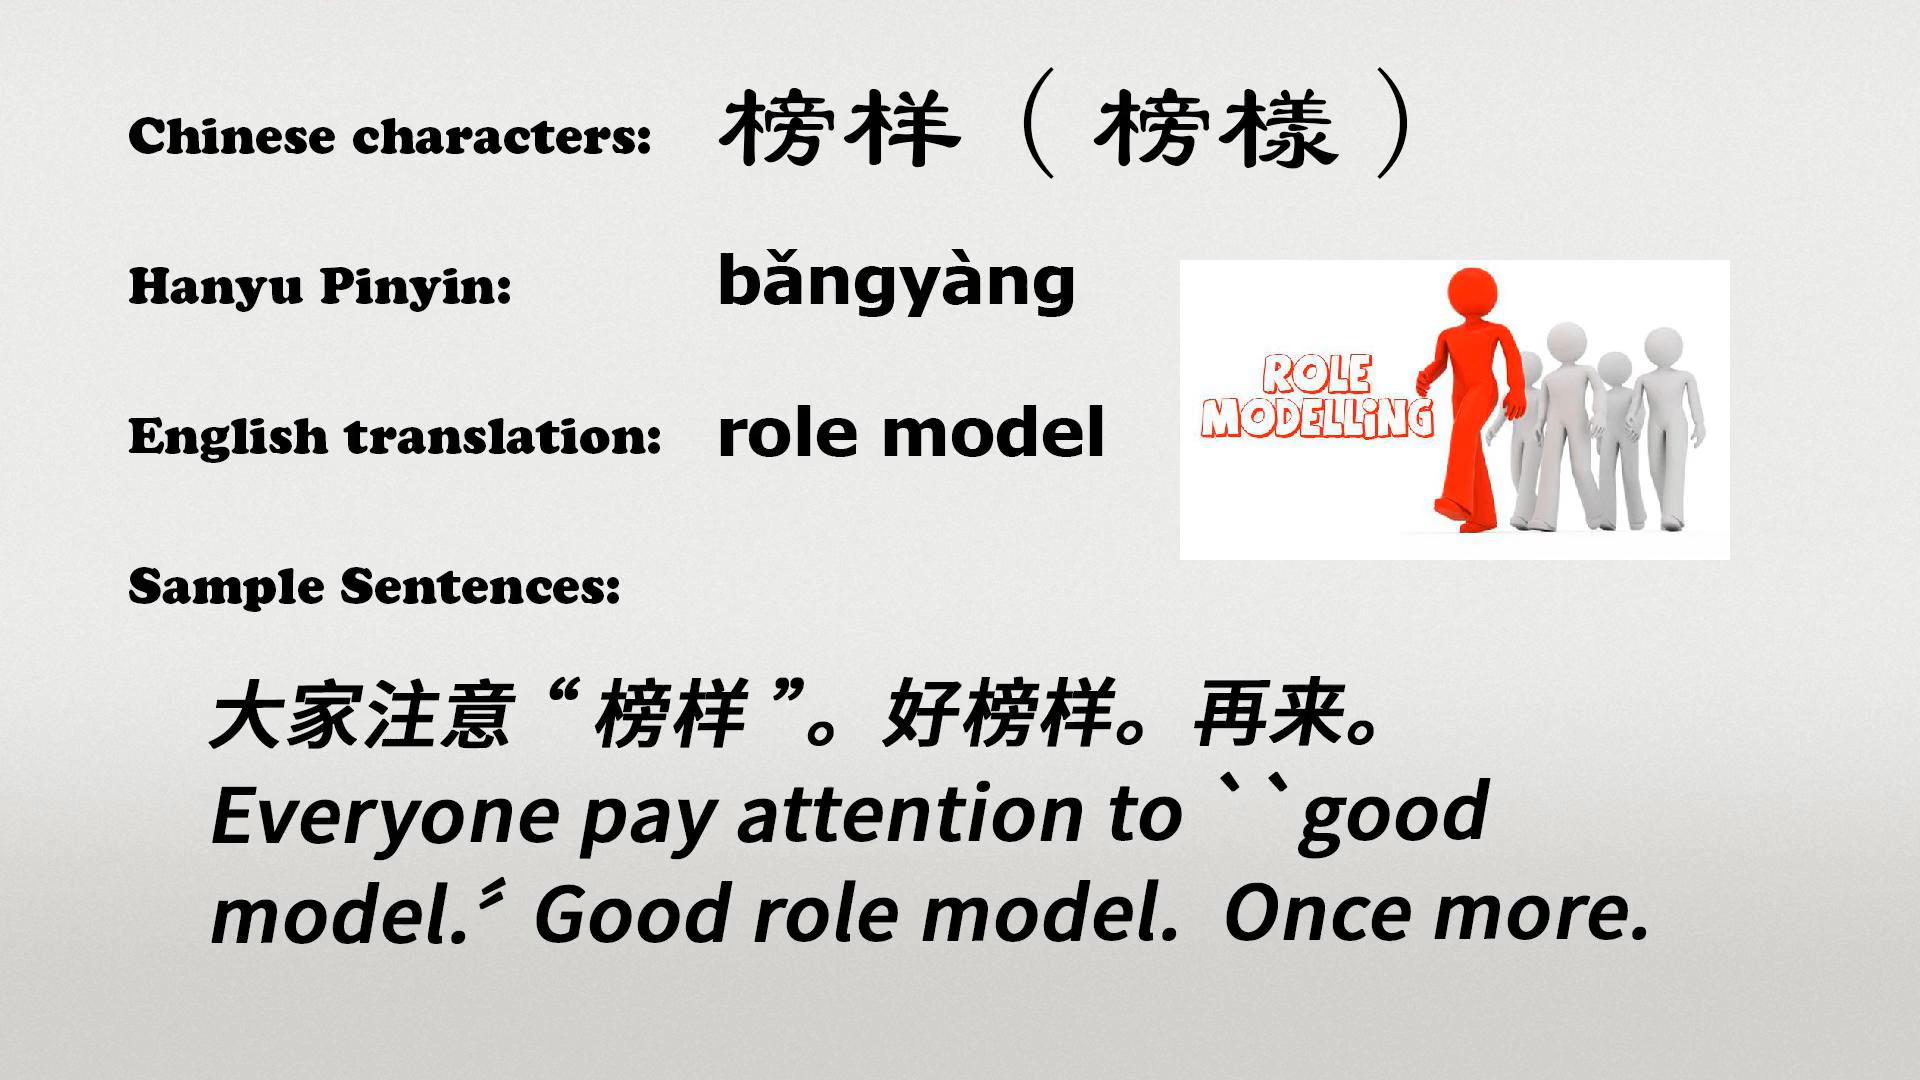 Chinese characters: 榜样（榜樣）
Hanyu Pinyin: bǎngyàng
English translation: role model
ROLE
MODELLiNG
Sample Sentences:
大家注意“榜样”。好榜样。再来。
Everyone pay attention to ``good
model.〞 Good role model. Once more.